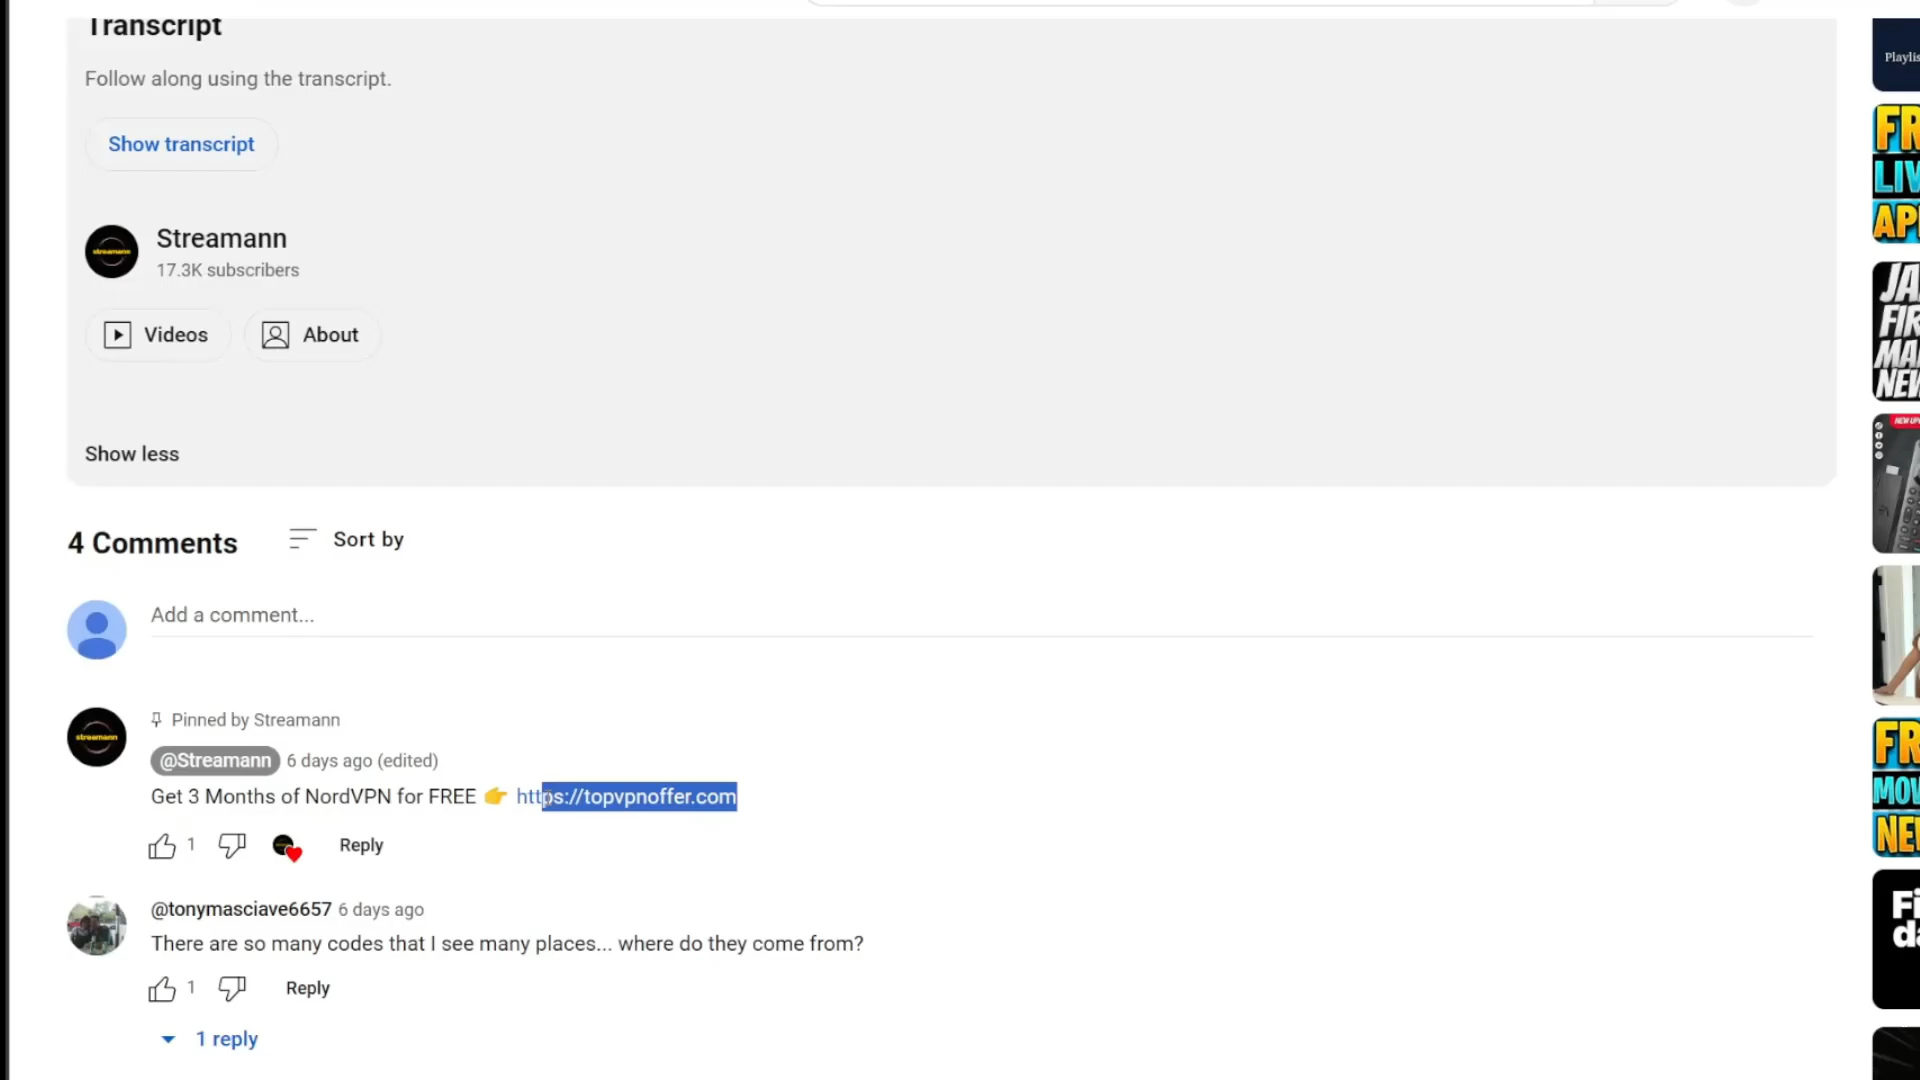 Transcript
Follow along using the transcript.
Show transcript
streamann
Streamann
17.3K subscribers
Videos
About
Show less
4 Comments
Sort by
Add a comment...
Pinned by Streamann
streamann
@Streamann 6 days ago (edited)
Get 3 Months of NordVPN for FREE 👉 https://topvpnoffer.com
1
Reply
@tonymasciave6657 6 days ago
There are so many codes that I see many places... where do they come from?
1
Reply
1 reply